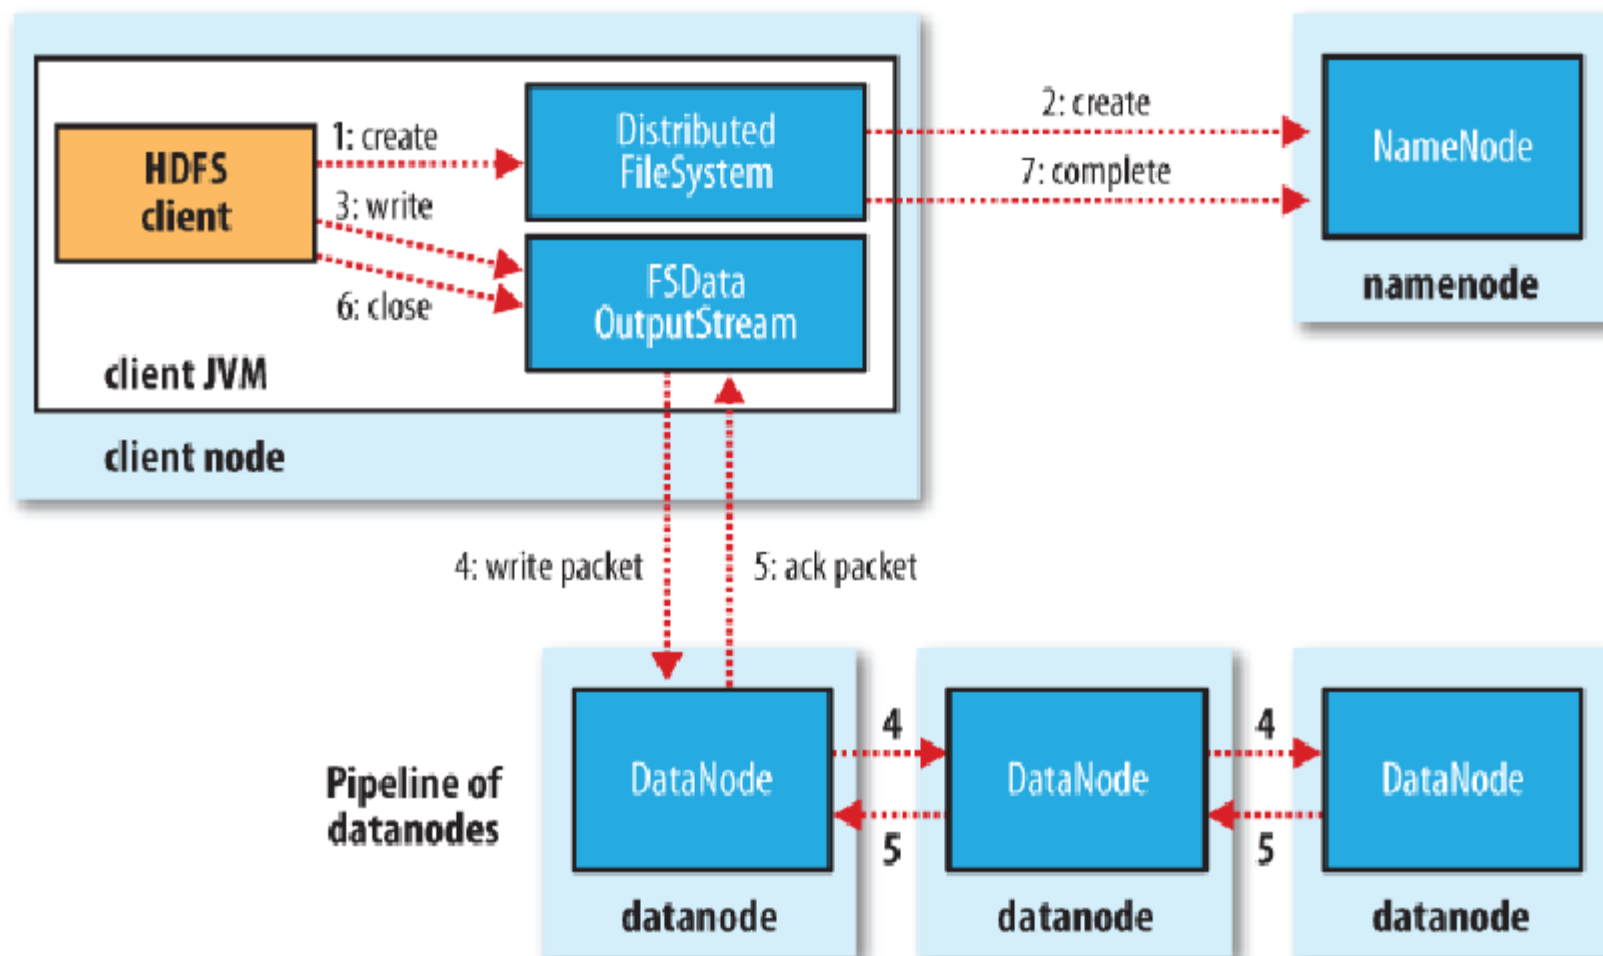 1: create
Distributed
FileSystem
2: create
NameNode
HDFS
client
7: complete
3: write
FSData
OutputStream
6: close
namenode
client JVM
client node
4: write packet
5: ack packet
Pipeline of
datanodes
DataNode
4
5
DataNode
4
5
DataNode
datanode
datanode
datanode